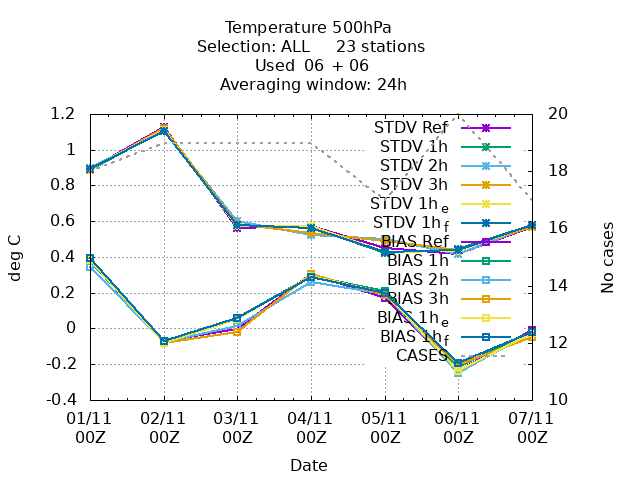 Temperature 500hPa
Selection: ALL 23 stations
Used 06 + 06
Averaging window: 24h
1.2
1
0.8
0.6
0.4
0.2
0
-0.2
-0.4
deg C
20
18
16
14
12
10
No cases
STDV Ref
STDV 1h
STDV 2h
STDV 3h
STDV 1he
STDV 1hf
BIAS Ref
BIAS 1h
BIAS 2h
BIAS 3h
BIAS 1he
BIAS 1hf
CASES
01/11 02/11 03/11 04/11 05/11 06/11 07/11
00Z 00Z 00Z 00Z 00Z 00Z 00Z
Date